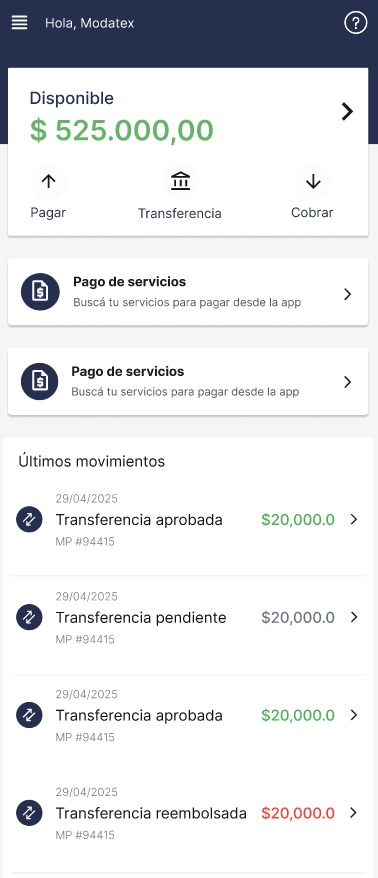 Hola, Modatex
Disponible
$ 525.000,00
Pagar
Transferencia
Cobrar
Pago de servicios
Buscá tu servicios para pagar desde la app
Pago de servicios
Buscá tu servicios para pagar desde la app
Últimos movimientos
29/04/2025
Transferencia aprobada $20,000.0
MP #94415
29/04/2025
Transferencia pendiente $20,000.0
MP #94415
29/04/2025
Transferencia aprobada $20,000.0
MP #94415
29/04/2025
Transferencia reembolsada $20,000.0
MP #94415